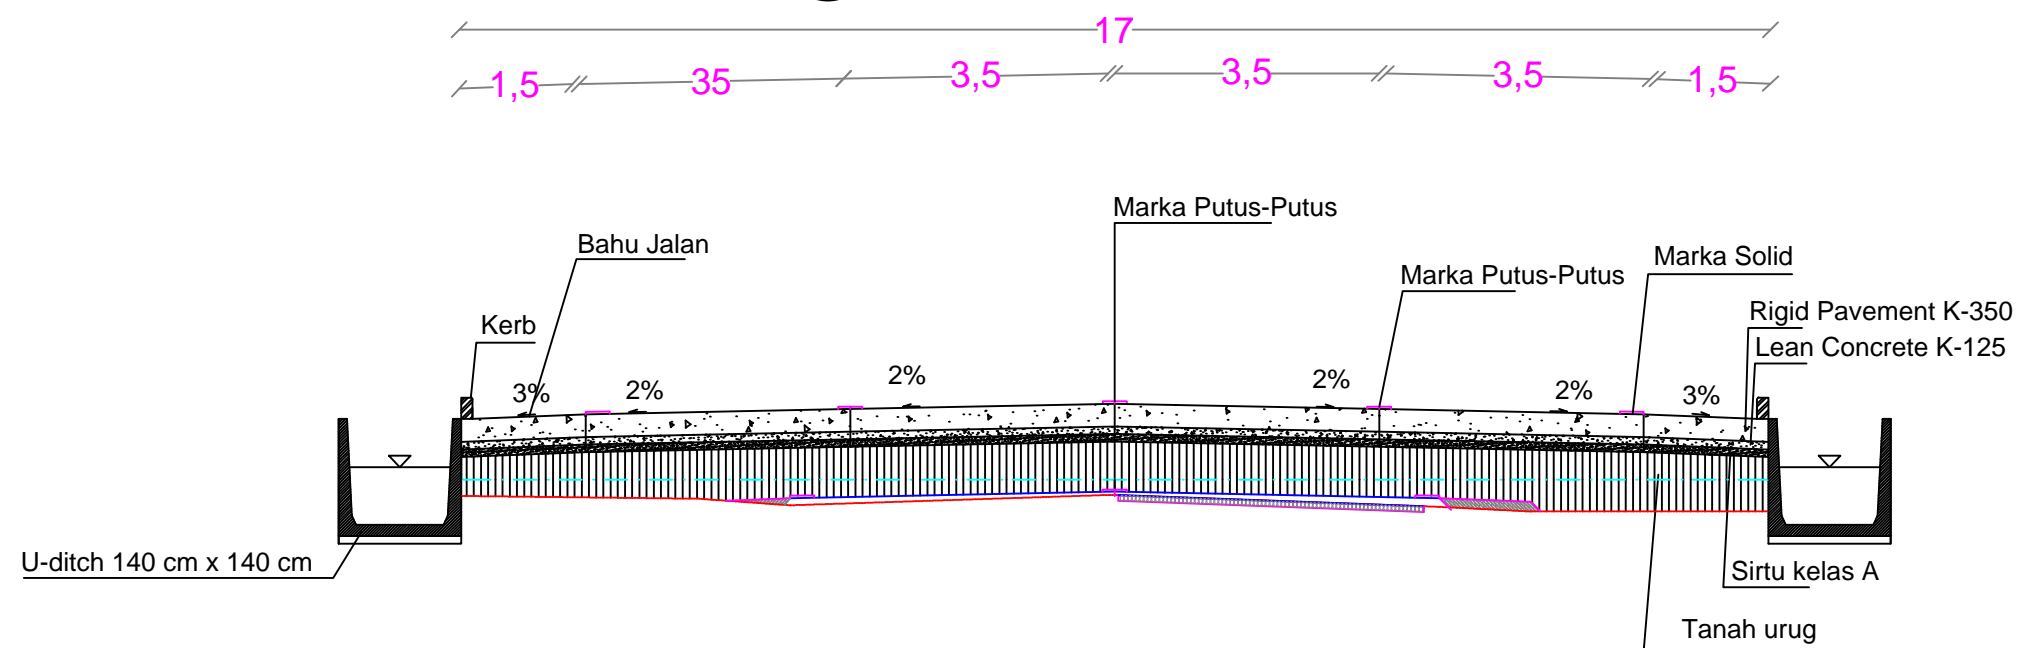 17
1,5 35 3,5 3,5 3,5 1,5
Marka Putus-Putus
Bahu Jalan
Marka Solid
Marka Putus-Putus
Kerb
Rigid Pavement K-350
Lean Concrete K-125
3% 2% 2% 2% 2% 3%
U-ditch 140 cm x 140 cm
Sirtu kelas A
Tanah urug